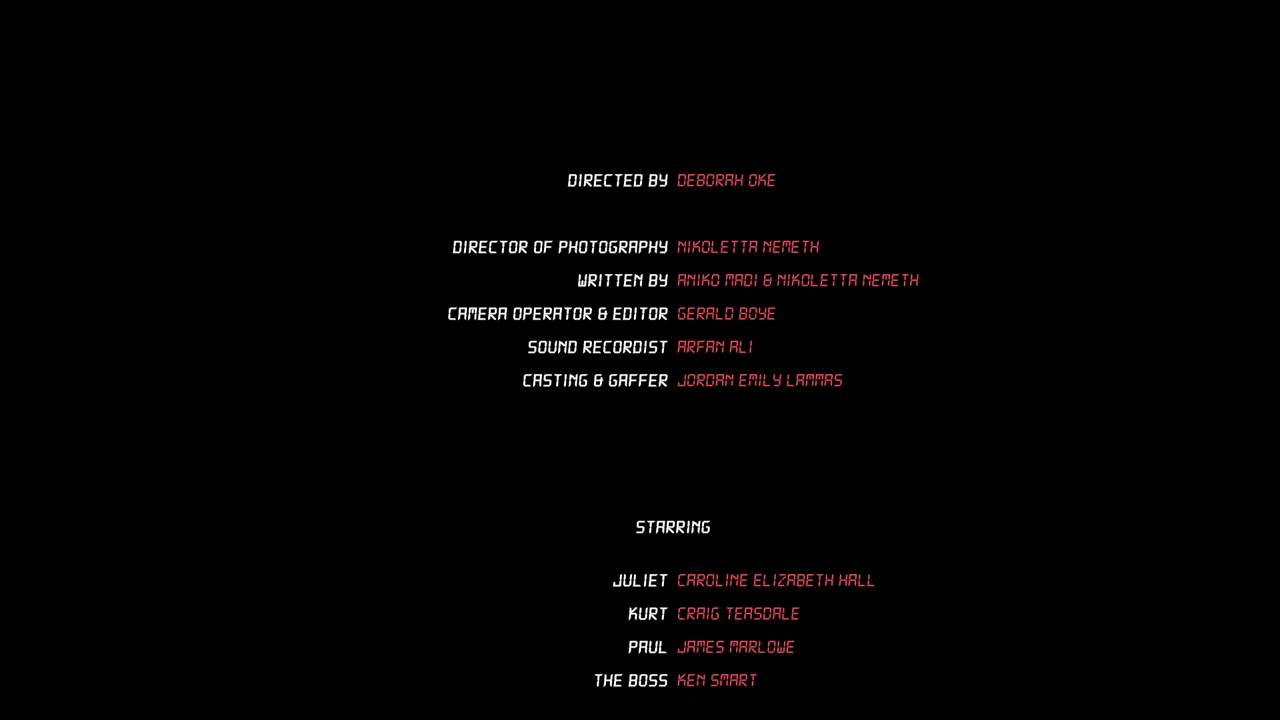 DIRECTED BY DEBORAH OKE
DIRECTOR OF PHOTOGRAPHY NIKOLETTA NEMETH
WRITTEN BY ANIKO MADI & NIKOLETTA NEMETH
CAMERA OPERATOR & EDITOR GERALD BOYE
SOUND RECORDIST ARFAN ALI
CASTING & GAFFER JORDAN EMILY LAMMAS
STARRING
JULIET CAROLINE ELIZABETH HALL
KURT CRAIG TEASDALE
PAUL JAMES MARLOWE
THE BOSS KEN SMART